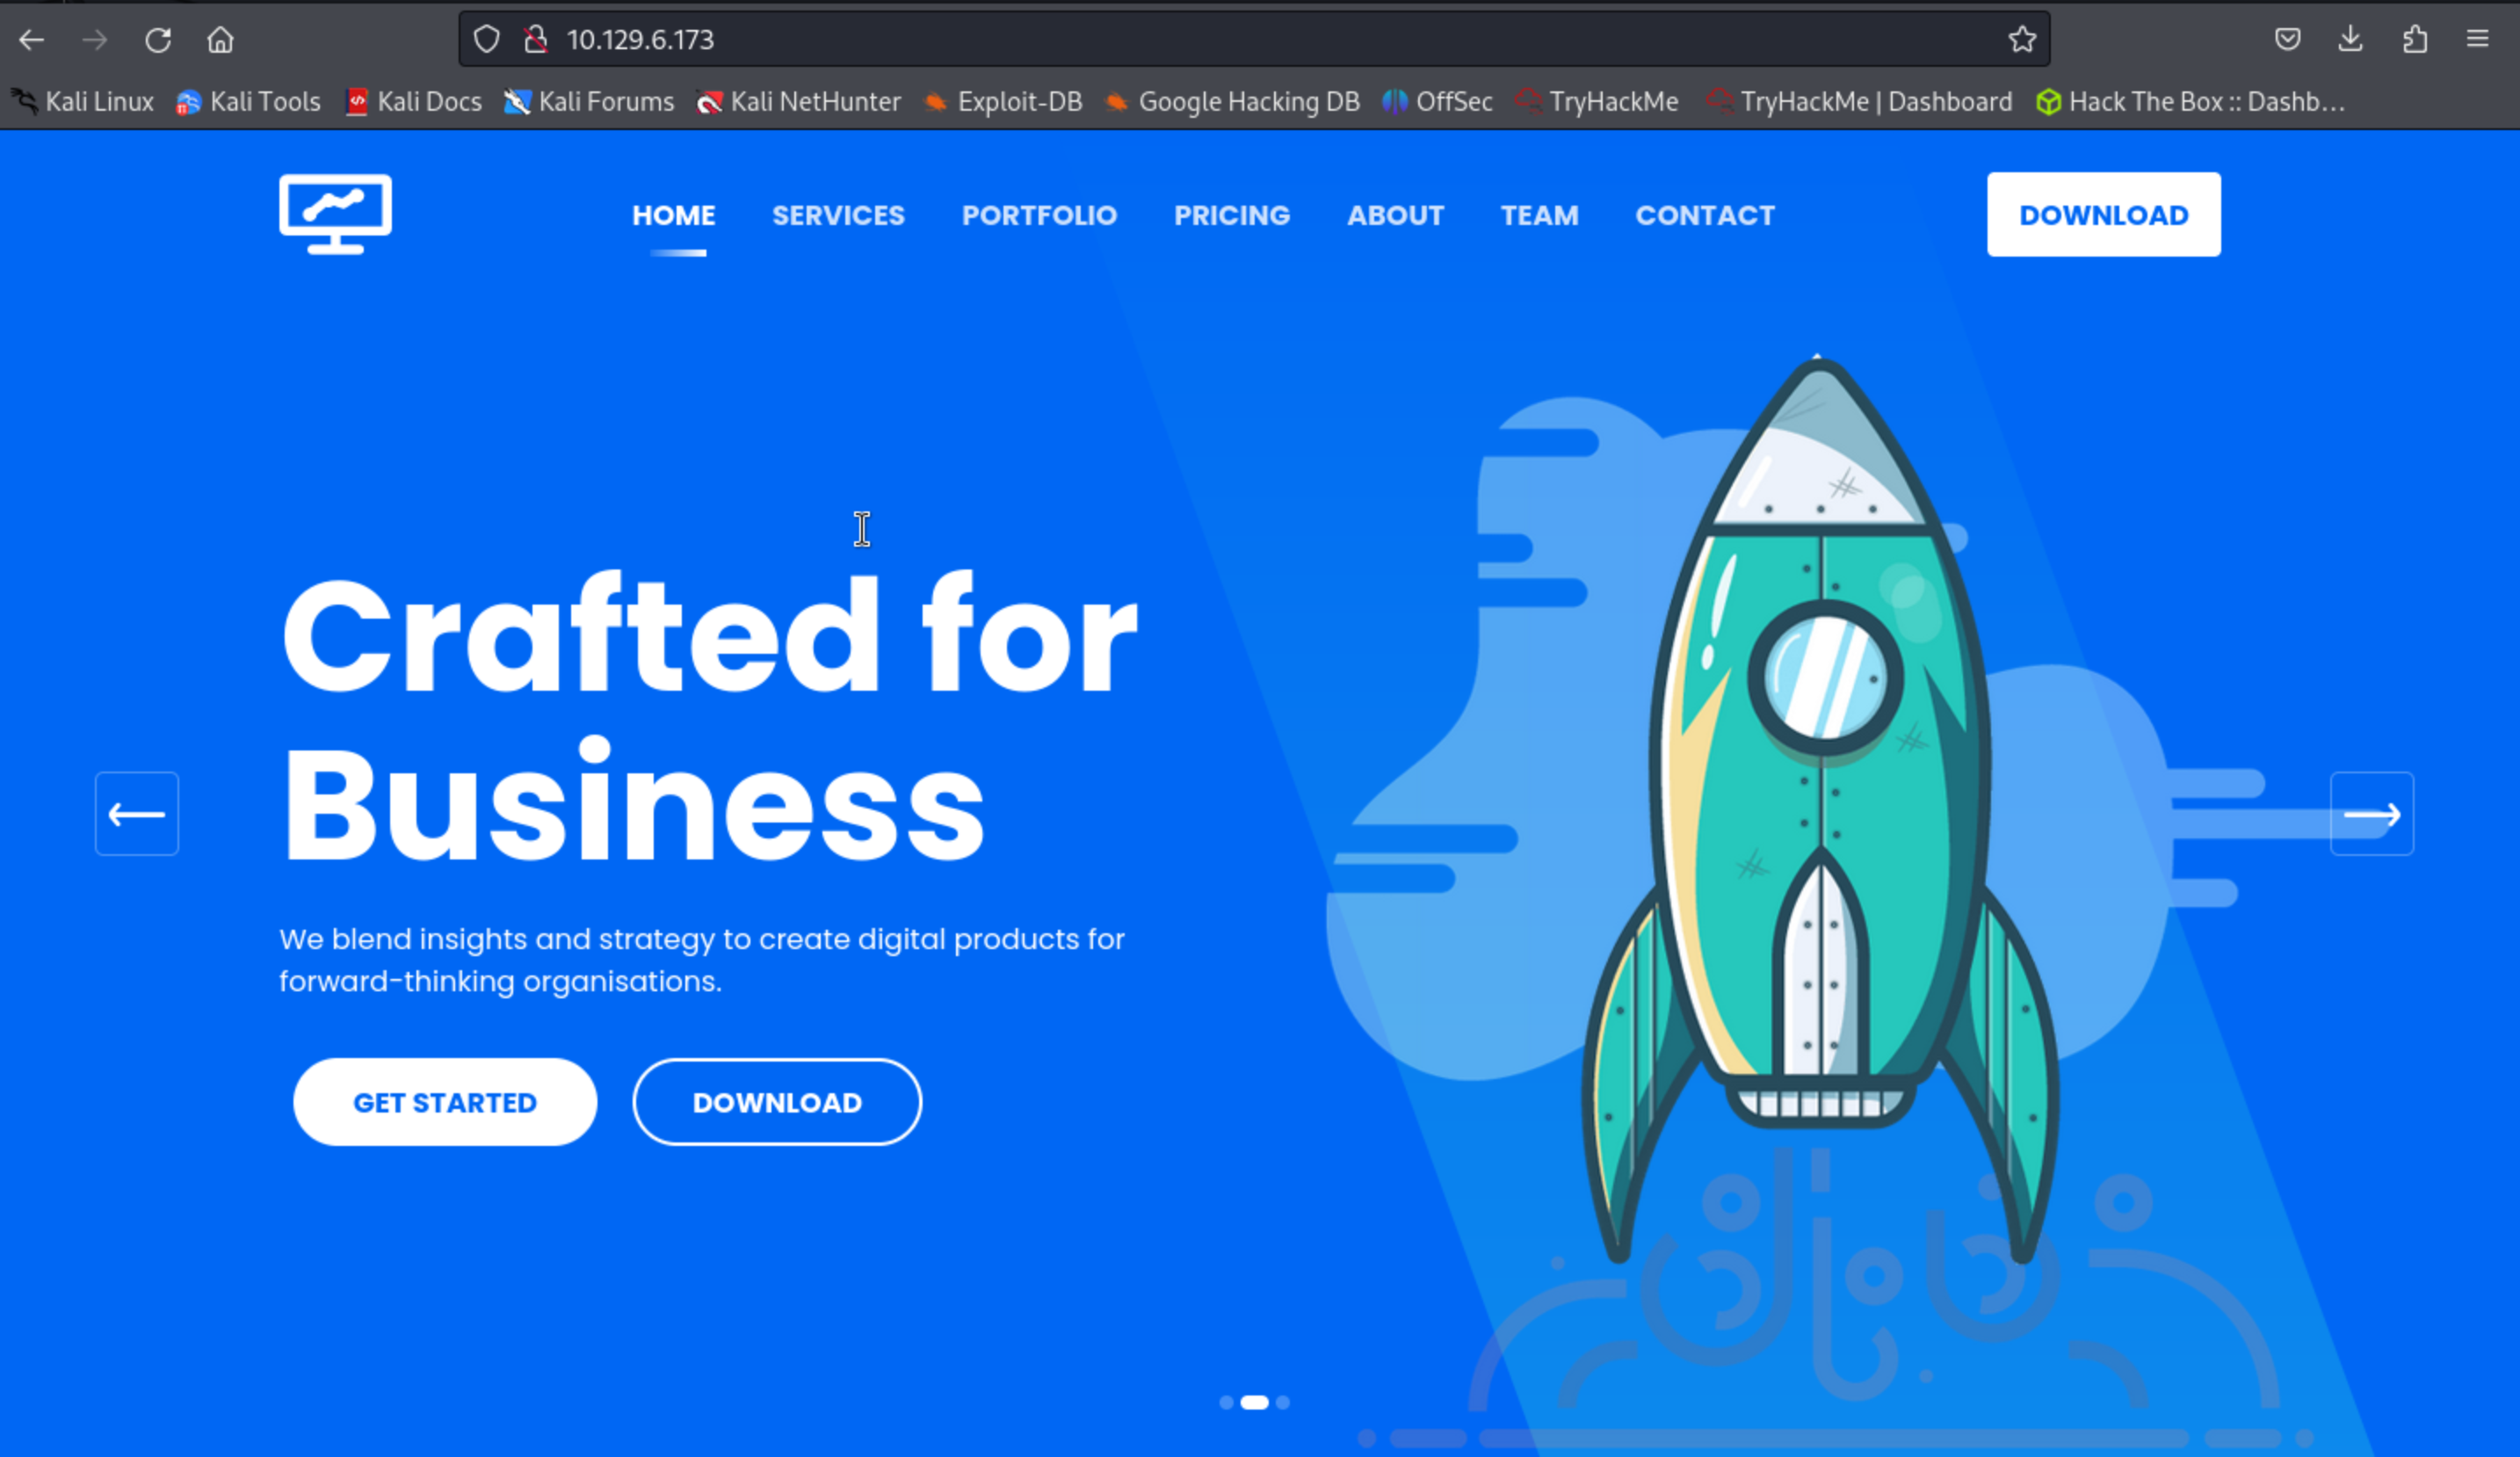 10.129.6.173
Kali Linux Kali Tools Kali Docs Kali Forums Kali NetHunter Exploit-DB Google Hacking DB OffSec TryHackMe TryHackMe | Dashboard Hack The Box :: Dashb...
HOME SERVICES PORTFOLIO PRICING ABOUT TEAM CONTACT DOWNLOAD
Crafted for
Business
We blend insights and strategy to create digital products for
forward-thinking organisations.
GET STARTED DOWNLOAD